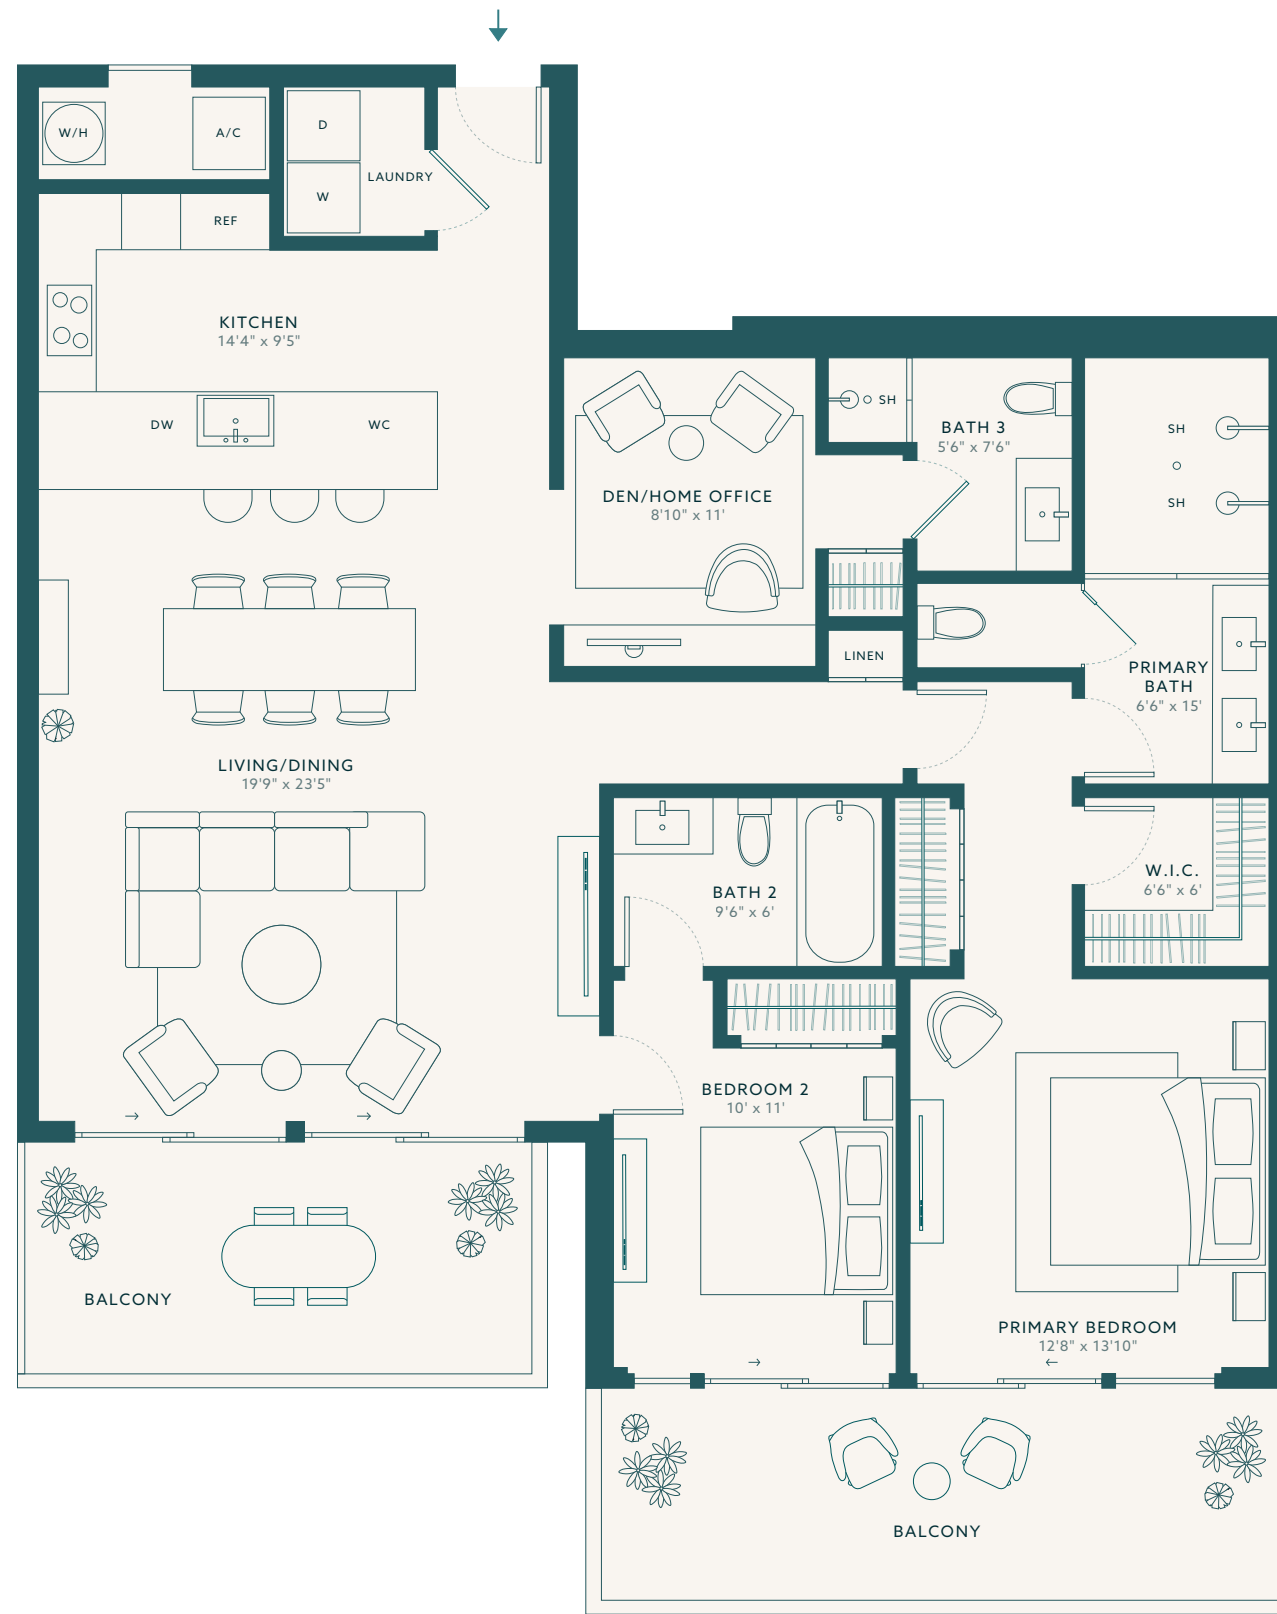 W/H
A/C
D
LAUNDRY
W
REF
KITCHEN
14'4" x 9'5"
DW
WC
SH
BATH 3
5'6" x 7'6"
SH
SH
DEN/HOME OFFICE
8'10" x 11'
LINEN
PRIMARY
BATH
6'6" x 15'
LIVING/DINING
19'9" x 23'5"
BATH 2
9'6" x 6'
W.I.C.
6'6" x 6'
BEDROOM 2
10' x 11'
PRIMARY BEDROOM
12'8" x 13'10"
BALCONY
BALCONY